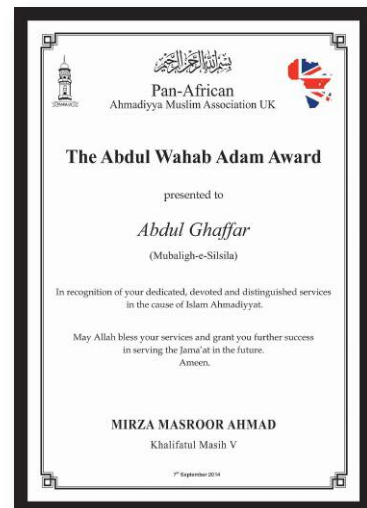 بسم الله الرحمن الرحيم
Pan-African
Ahmadiyya Muslim Association UK
The Abdul Wahab Adam Award
presented to
Abdul Ghaffar
(Mubaligh-e-Silsila)
In recognition of your dedicated, devoted and distinguished services
in the cause of Islam Ahmadiyyat.
May Allah bless your services and grant you further success
in serving the Jama'at in the future.
Ameen.
MIRZA MASROOR AHMAD
Khalifatul Masih V
7th September 2014